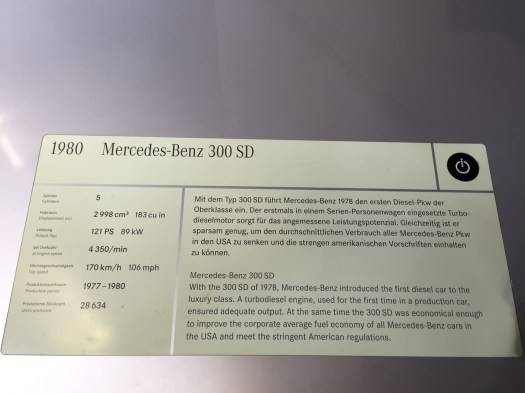 1980 Mercedes-Benz 300 SD
Zylinder 5
Cylinders
Hubraum 2 998 cm³ 183 cu in
Displacement (cc)
Leistung 121 PS 89 kW
Output (hp)
bei Drehzahl 4 350/min
at engine speed
Höchstgeschwindigkeit 170 km/h 106 mph
Top speed
Produktionszeitraum 1977–1980
Production period
Produzierte Stückzahl 28 634
Units produced
Mit dem Typ 300 SD führt Mercedes-Benz 1978 den ersten Diesel-Pkw der
Oberklasse ein. Der erstmals in einem Serien-Personenwagen eingesetzte Turbo-
dieselmotor sorgt für das angemessene Leistungspotenzial. Gleichzeitig ist er
sparsam genug, um den durchschnittlichen Verbrauch aller Mercedes-Benz Pkw
in den USA zu senken und die strengen amerikanischen Vorschriften einhalten
zu können.
Mercedes-Benz 300 SD
With the 300 SD of 1978, Mercedes-Benz introduced the first diesel car to the
luxury class. A turbodiesel engine, used for the first time in a production car,
ensured adequate output. At the same time the 300 SD was economical enough
to improve the corporate average fuel economy of all Mercedes-Benz cars in
the USA and meet the stringent American regulations.